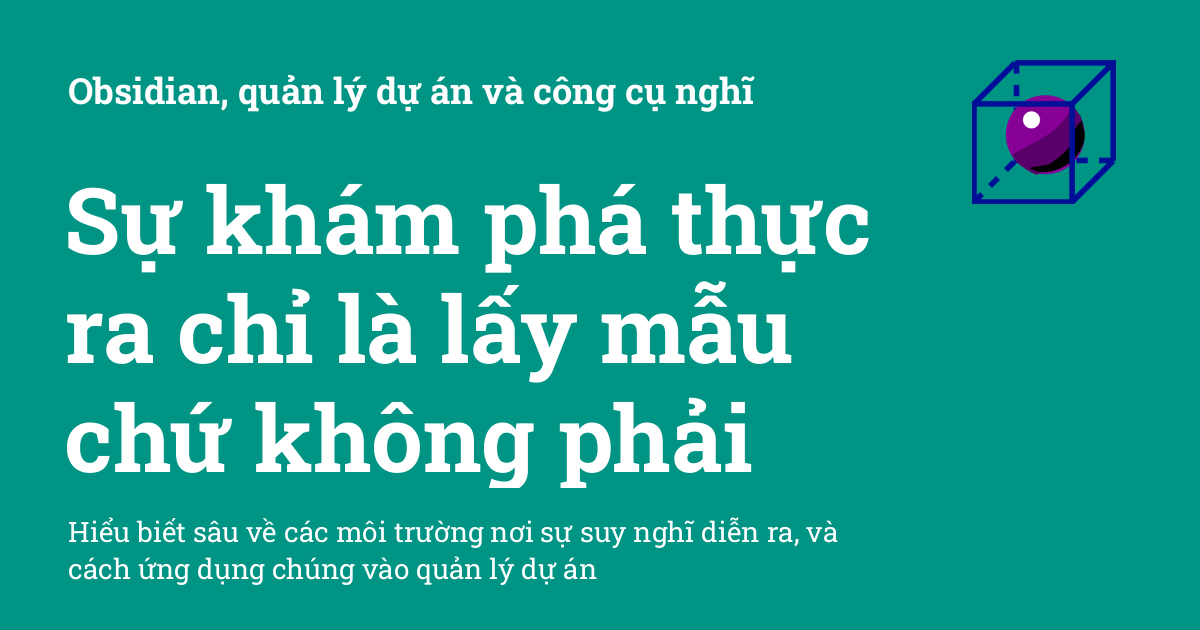 Obsidian, quản lý dự án và công cụ nghĩ
Sự khám phá thực
ra chỉ là lấy mẫu
chứ không phải
Hiểu biết sâu về các môi trường nơi sự suy nghĩ diễn ra, và
cách ứng dụng chúng vào quản lý dự án